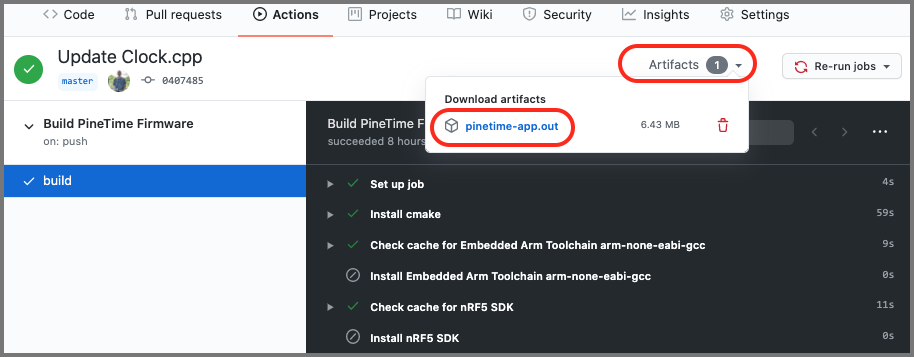 Code Pull requests Actions Projects Wiki Security Insights Settings
Update Clock.cpp
master 0407485
Artifacts 1
Re-run jobs
Download artifacts
pinetime-app.out 6.43 MB
Build PineTime Firmware
on: push
build
Build PineTime F
succeeded 8 hours
Set up job 4s
Install cmake 59s
Check cache for Embedded Arm Toolchain arm-none-eabi-gcc 9s
Install Embedded Arm Toolchain arm-none-eabi-gcc 0s
Check cache for nRF5 SDK 11s
Install nRF5 SDK 0s